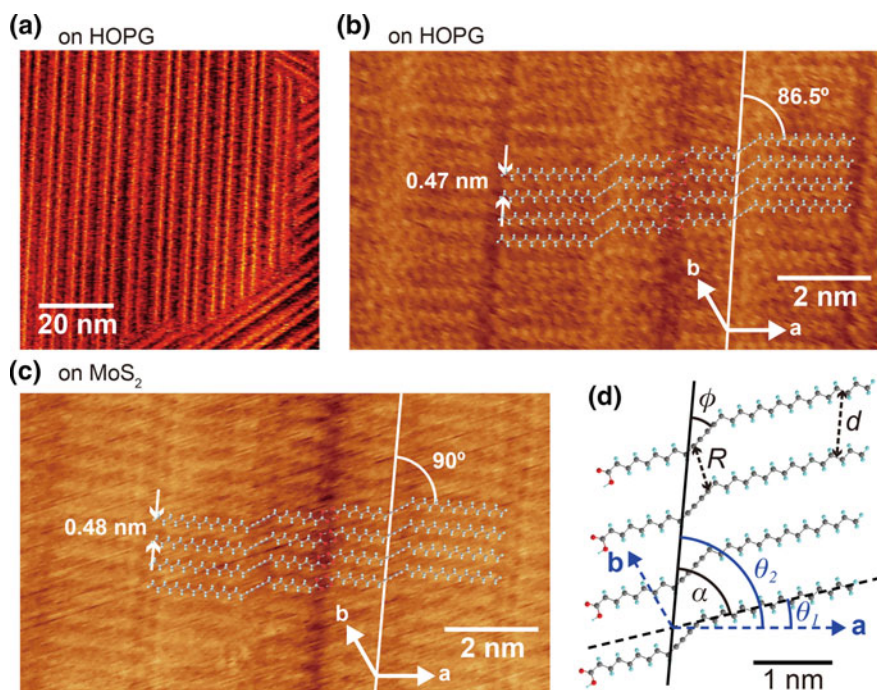 (a) on HOPG
20 nm
(b) on HOPG
86.5º
0.47 nm
b
a
2 nm
(c) on MoS₂
90º
0.48 nm
b
a
2 nm
(d)
ϕ
d
R
b
θ₂
α
θ₁
a
1 nm